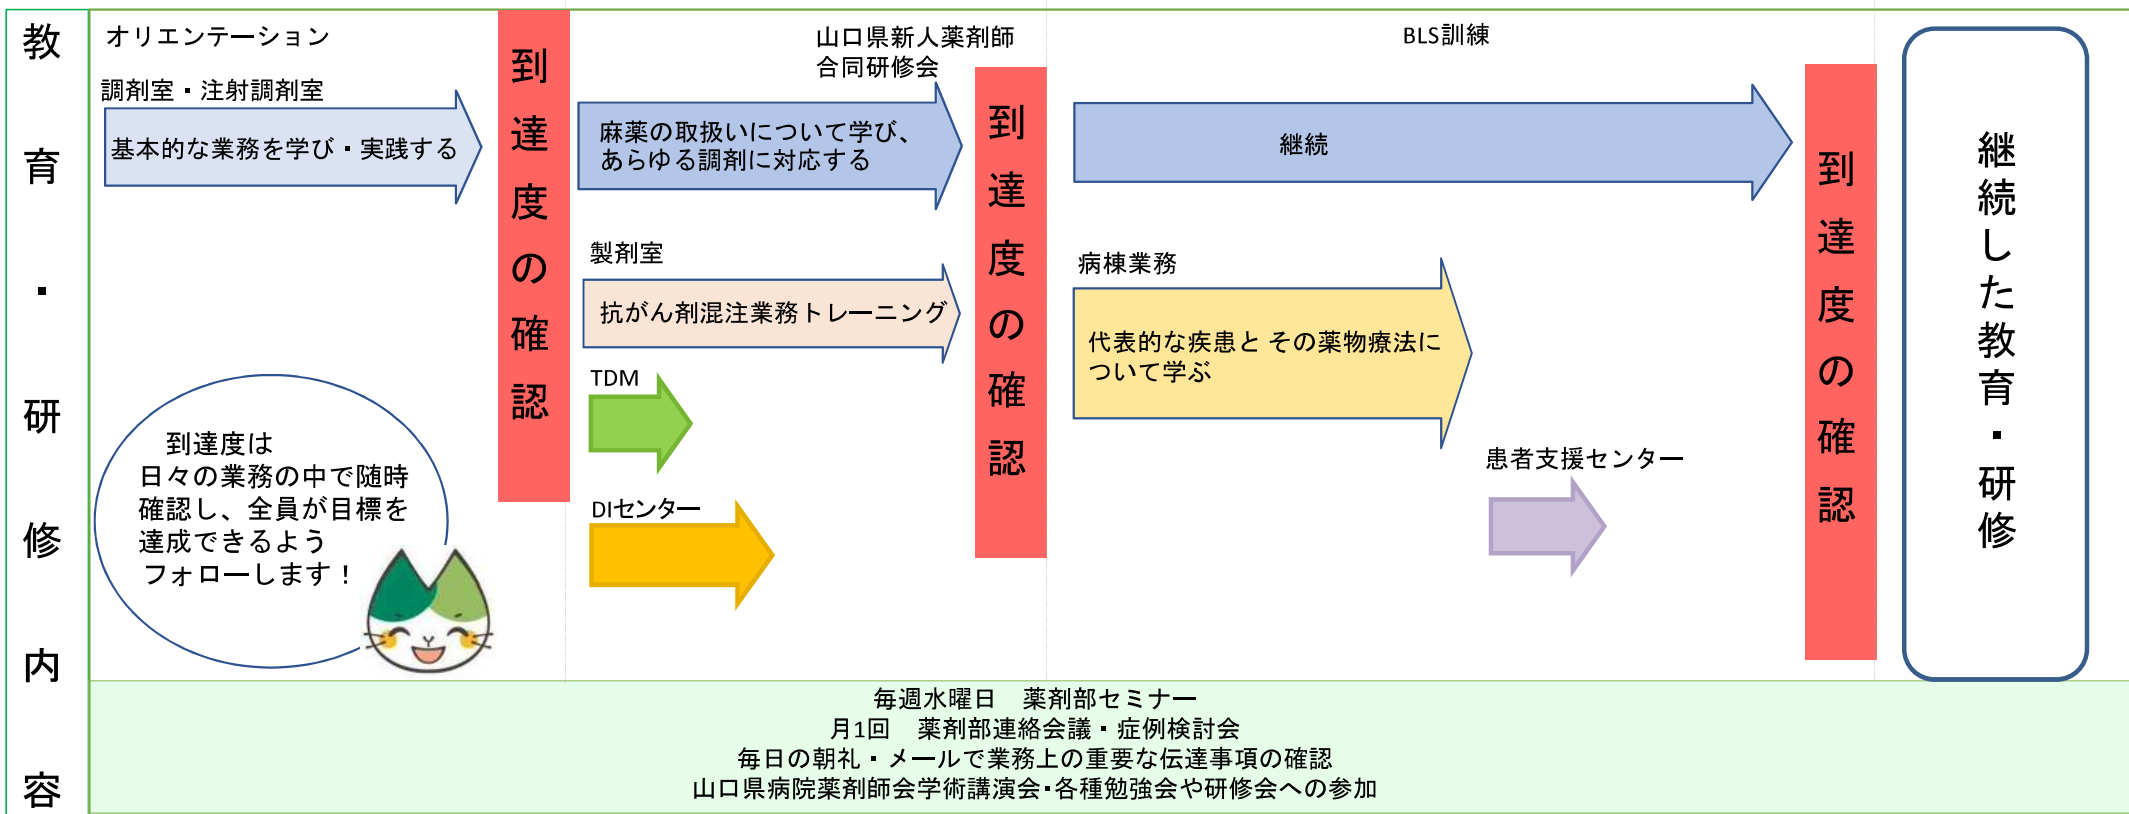 教育・研修内容
オリエンテーション
調剤室・注射調剤室
基本的な業務を学び・実践する
到達度は
日々の業務の中で随時
確認し、全員が目標を
達成できるよう
フォローします！
到達度の確認
山口県新人薬剤師
合同研修会
麻薬の取扱いについて学び、
あらゆる調剤に対応する
製剤室
抗がん剤混注業務トレーニング
TDM
DIセンター
到達度の確認
BLS訓練
継続
病棟業務
代表的な疾患と その薬物療法に
ついて学ぶ
患者支援センター
到達度の確認
継続した教育・研修
毎週水曜日　薬剤部セミナー
月1回　薬剤部連絡会議・症例検討会
毎日の朝礼・メールで業務上の重要な伝達事項の確認
山口県病院薬剤師会学術講演会・各種勉強会や研修会への参加